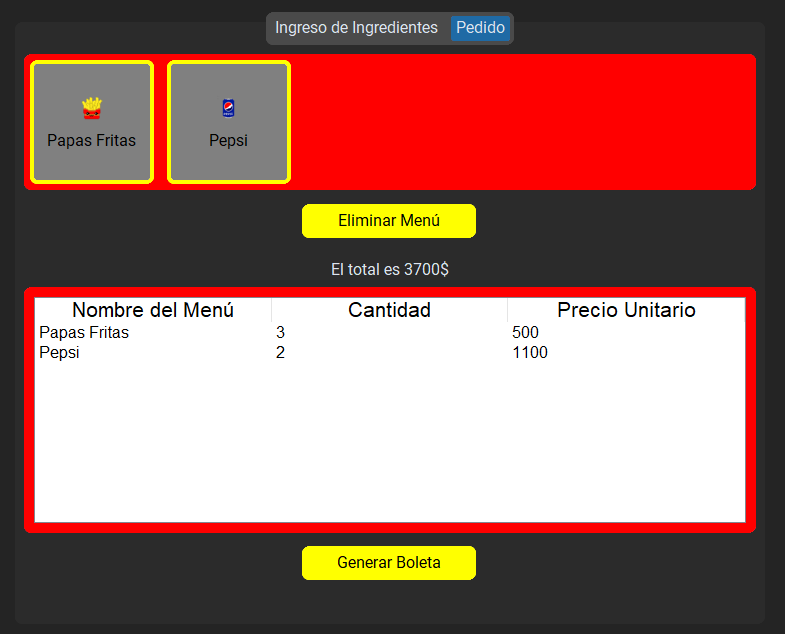 Ingreso de Ingredientes Pedido
Papas Fritas Pepsi
Eliminar Menú
El total es 3700$
Nombre del Menú Cantidad Precio Unitario
Papas Fritas 3 500
Pepsi 2 1100
Generar Boleta